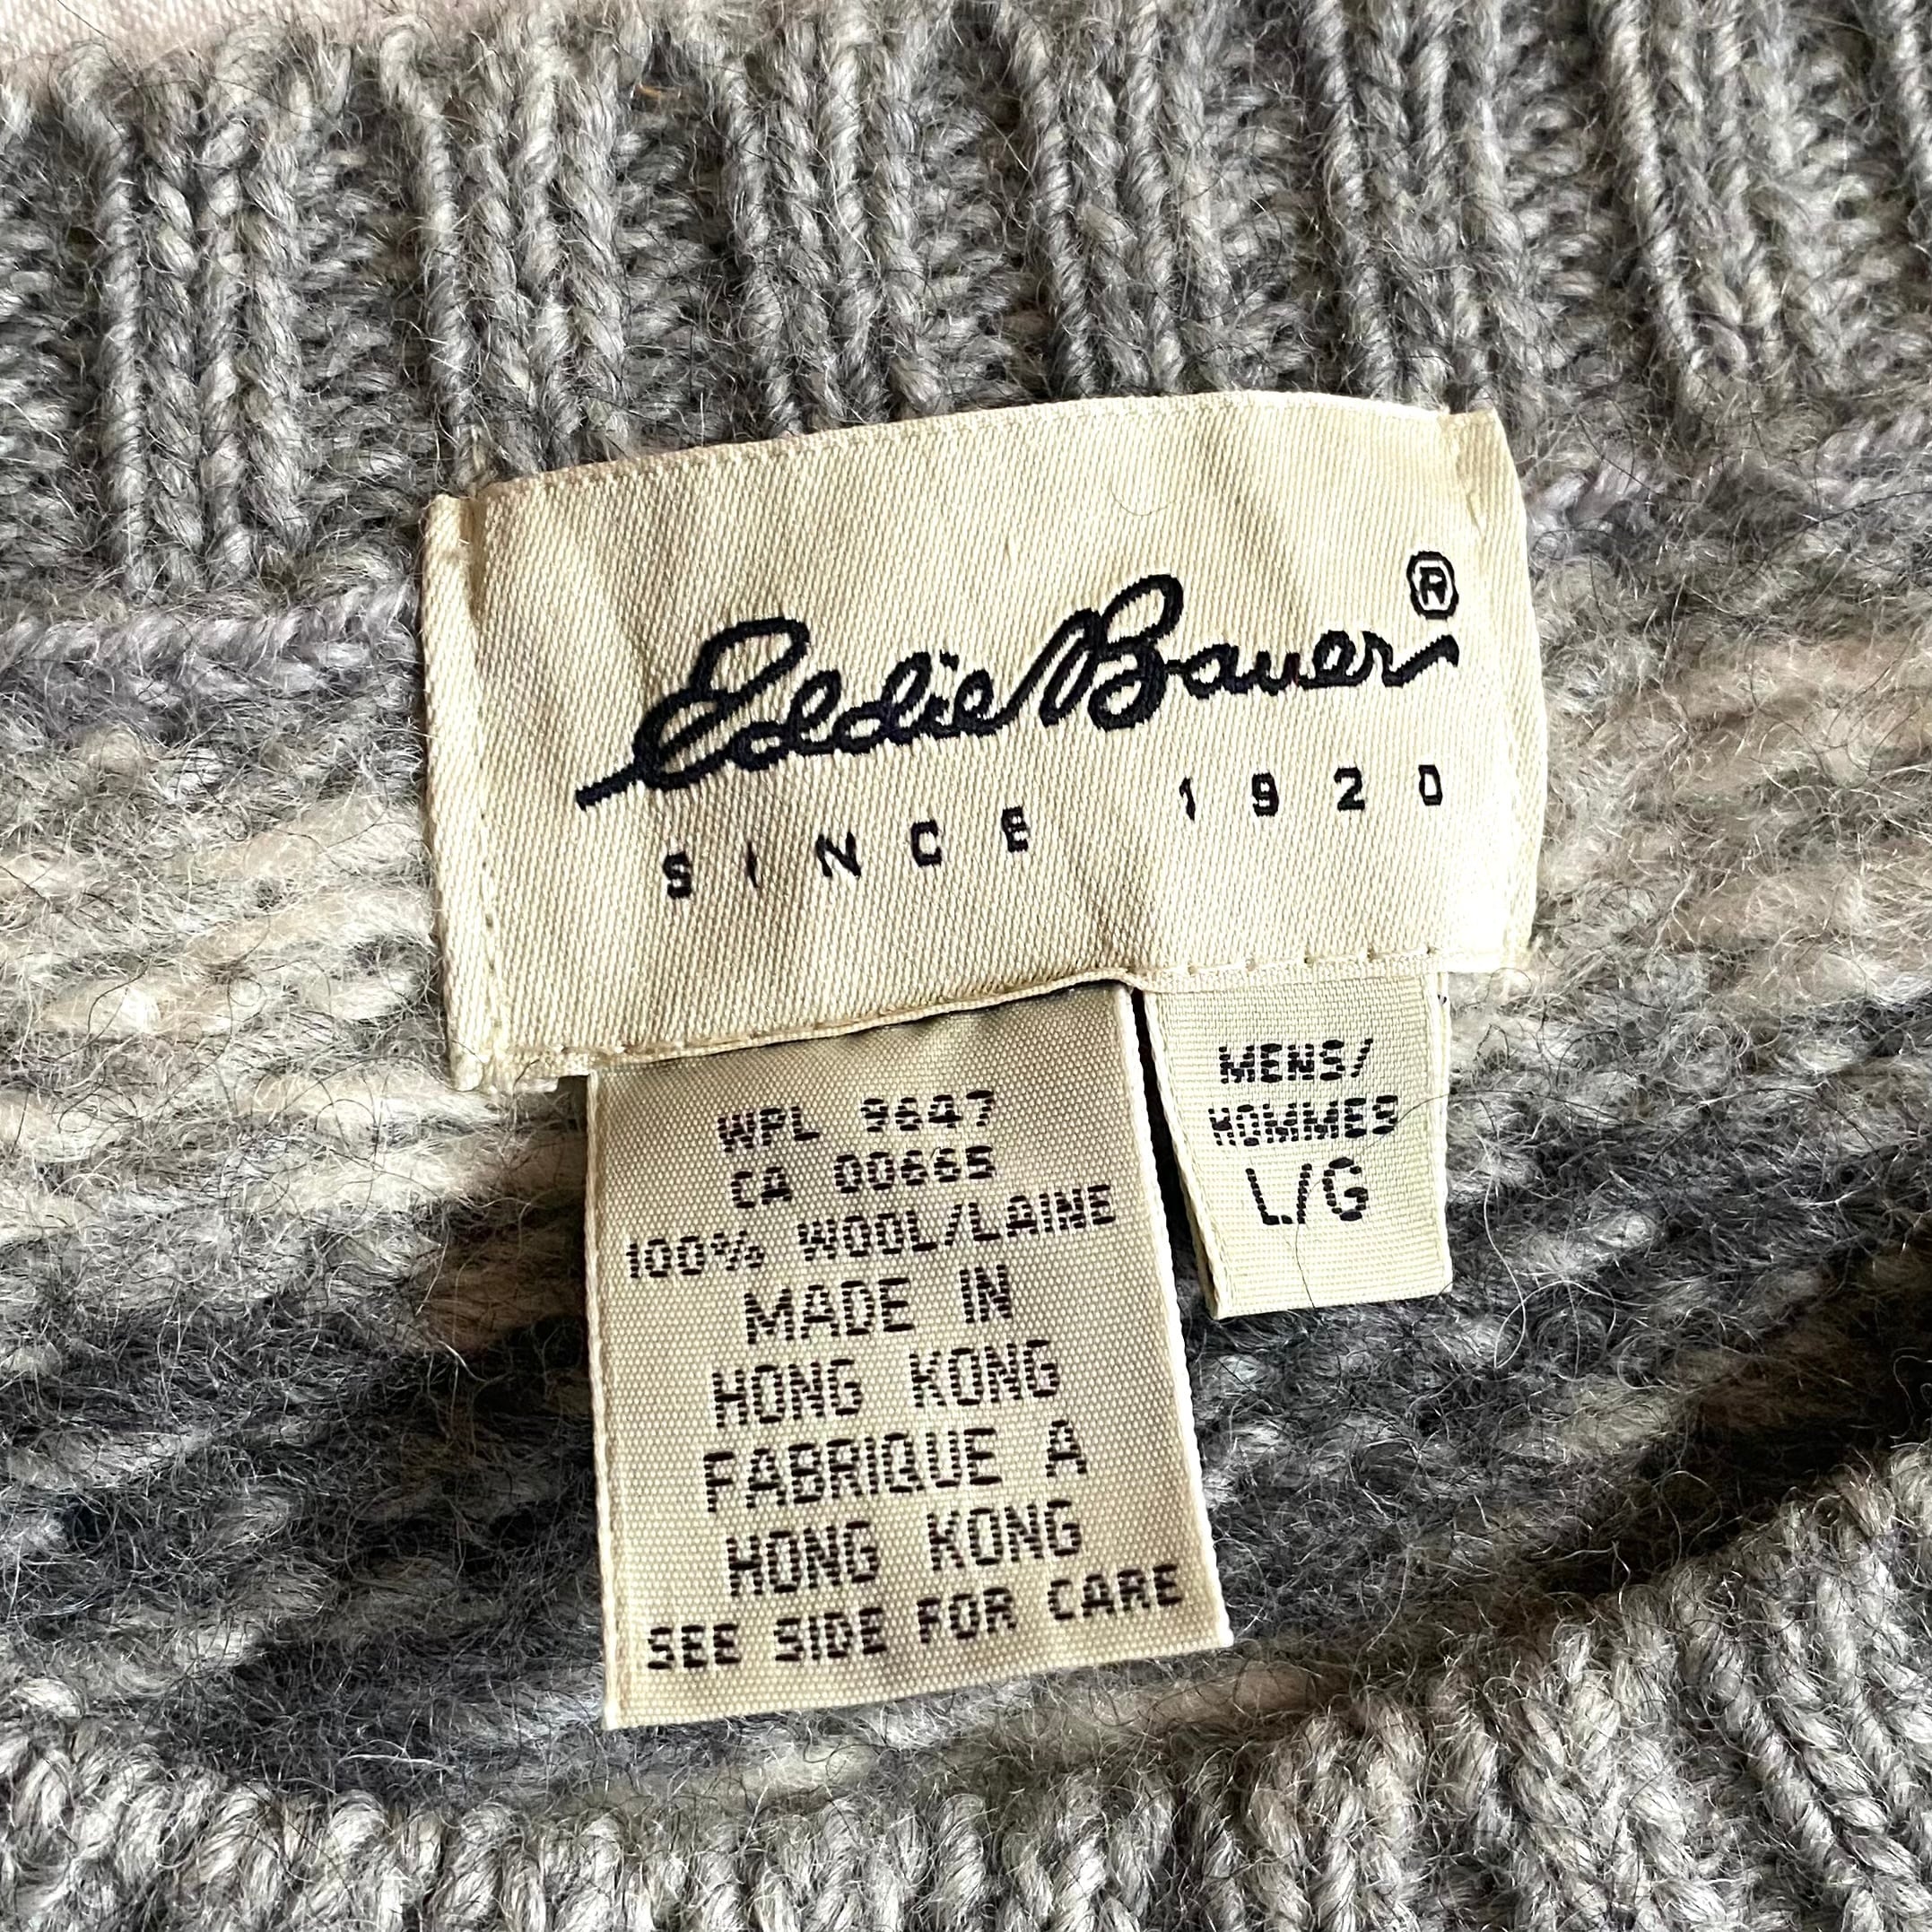 Eddie Bauer®
SINCE 1920
WPL 9647
CA 00665
100% WOOL/LAINE
MADE IN
HONG KONG
FABRIQUE A
HONG KONG
SEE SIDE FOR CARE
MENS/
HOMMES
L/G